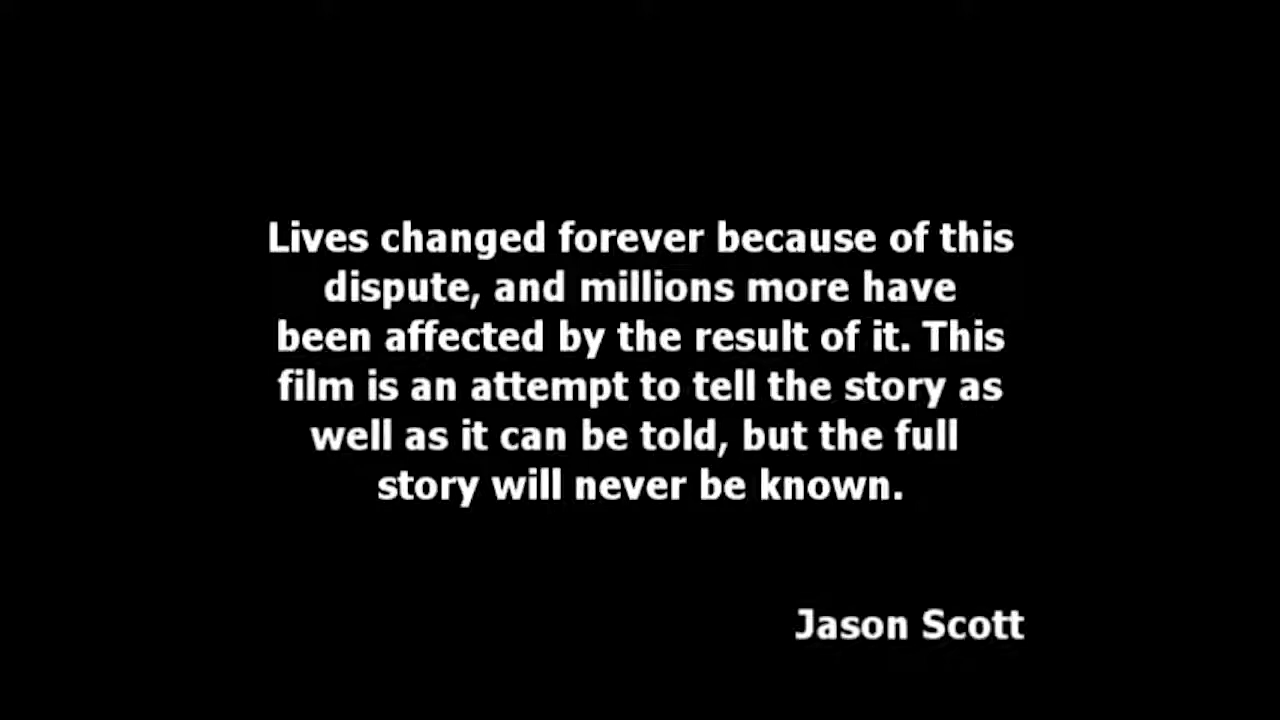 Lives changed forever because of this
dispute, and millions more have
been affected by the result of it. This
film is an attempt to tell the story as
well as it can be told, but the full
story will never be known.
Jason Scott